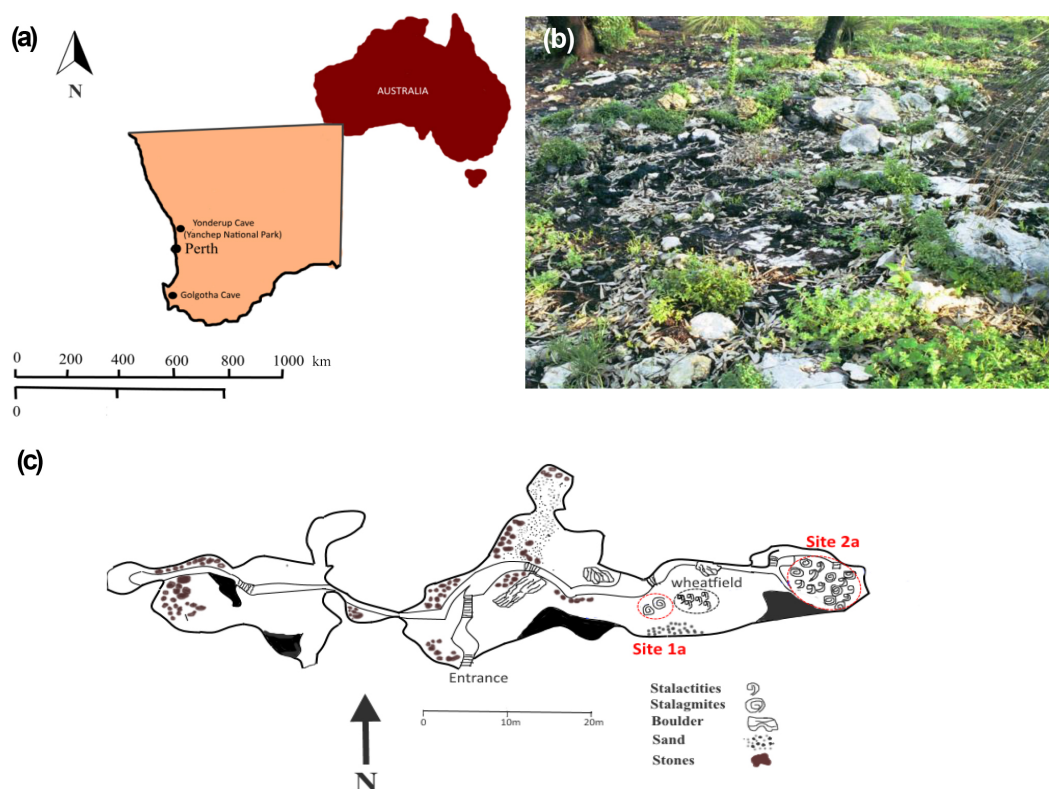 (a)
N
AUSTRALIA
Yonderup Cave
(Yanchep National Park)
Perth
Golgotha Cave
0 200 400 600 800 1000 km
0
(b)
(c)
Site 2a
wheatfield
Site 1a
Entrance
0 10m 20m
N
Stalactities
Stalagmites
Boulder
Sand
Stones